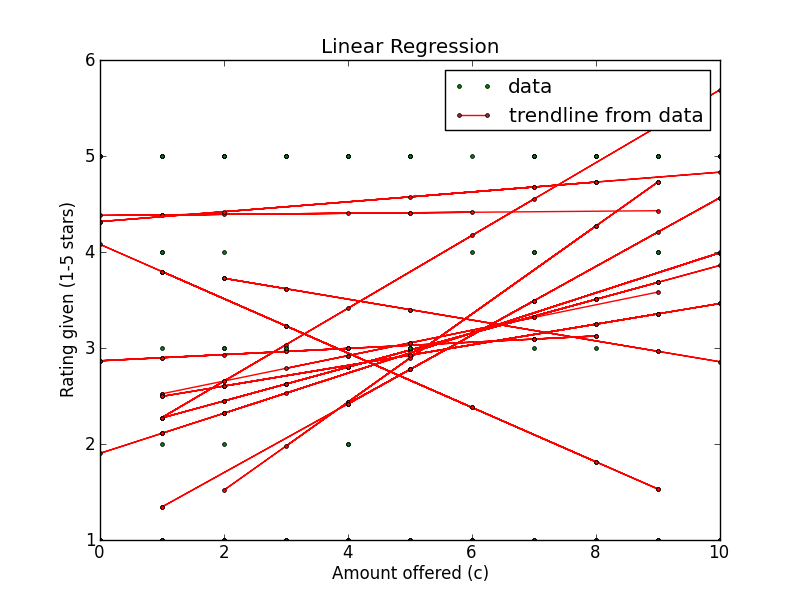 Linear Regression
data
trendline from data
Rating given (1-5 stars)
6
5
4
3
2
1
0 2 4 6 8 10
Amount offered (c)